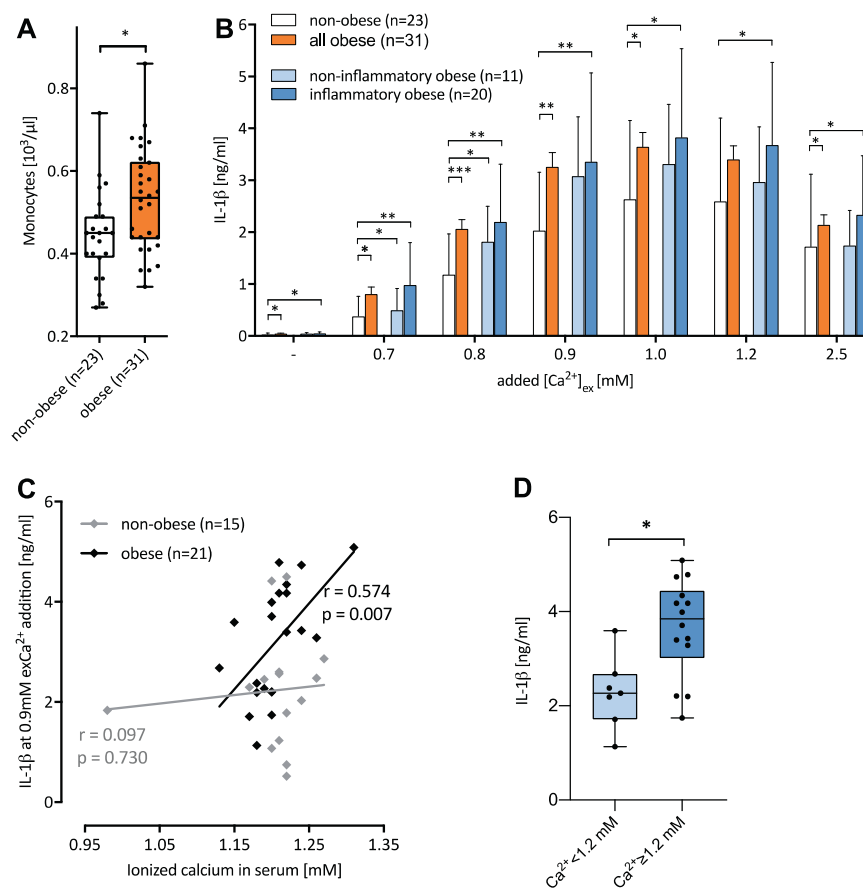 A
*
Monocytes [10³/µl]
0.8
0.6
0.4
0.2
non-obese (n=23)
obese (n=31)
B
non-obese (n=23)
all obese (n=31)
non-inflammatory obese (n=11)
inflammatory obese (n=20)
IL-1β [ng/ml]
6
5
4
3
2
1
0
*
*
**
*
*
**
*
***
**
**
*
*
*
*
*
- 0.7 0.8 0.9 1.0 1.2 2.5
added [Ca²⁺]ex [mM]
C
non-obese (n=15)
obese (n=21)
IL-1β at 0.9mM exCa²⁺ addition [ng/ml]
6
4
2
0
r = 0.574
p = 0.007
r = 0.097
p = 0.730
0.95 1.05 1.15 1.25 1.35
Ionized calcium in serum [mM]
D
*
IL-1β [ng/ml]
6
4
2
0
Ca²⁺<1.2 mM
Ca²⁺≥1.2 mM